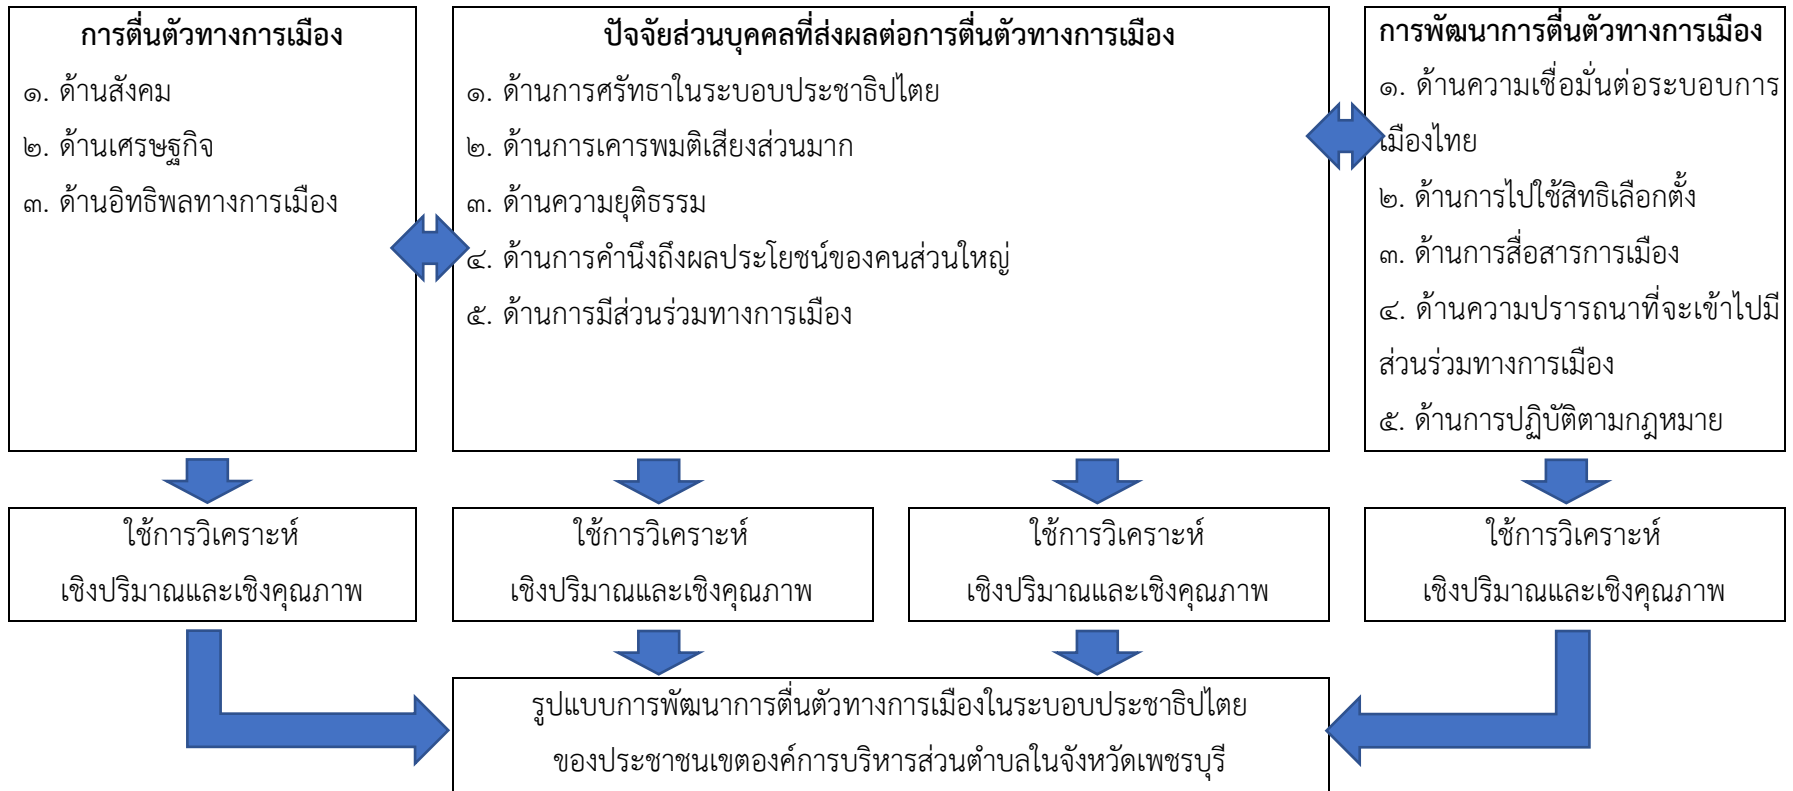 การตื่นตัวทางการเมือง
๑. ด้านสังคม
๒. ด้านเศรษฐกิจ
๓. ด้านอิทธิพลทางการเมือง
ปัจจัยส่วนบุคคลที่ส่งผลต่อการตื่นตัวทางการเมือง
๑. ด้านการศรัทธาในระบอบประชาธิปไตย
๒. ด้านการเคารพมติเสียงส่วนมาก
๓. ด้านความยุติธรรม
๔. ด้านการคำนึงถึงผลประโยชน์ของคนส่วนใหญ่
๕. ด้านการมีส่วนร่วมทางการเมือง
การพัฒนาการตื่นตัวทางการเมือง
๑. ด้านความเชื่อมั่นต่อระบอบการ
เมืองไทย
๒. ด้านการไปใช้สิทธิเลือกตั้ง
๓. ด้านการสื่อสารการเมือง
๔. ด้านความปรารถนาที่จะเข้าไปมี
ส่วนร่วมทางการเมือง
๕. ด้านการปฏิบัติตามกฎหมาย
ใช้การวิเคราะห์
เชิงปริมาณและเชิงคุณภาพ
ใช้การวิเคราะห์
เชิงปริมาณและเชิงคุณภาพ
ใช้การวิเคราะห์
เชิงปริมาณและเชิงคุณภาพ
ใช้การวิเคราะห์
เชิงปริมาณและเชิงคุณภาพ
รูปแบบการพัฒนาการตื่นตัวทางการเมืองในระบอบประชาธิปไตย
ของประชาชนเขตองค์การบริหารส่วนตำบลในจังหวัดเพชรบุรี